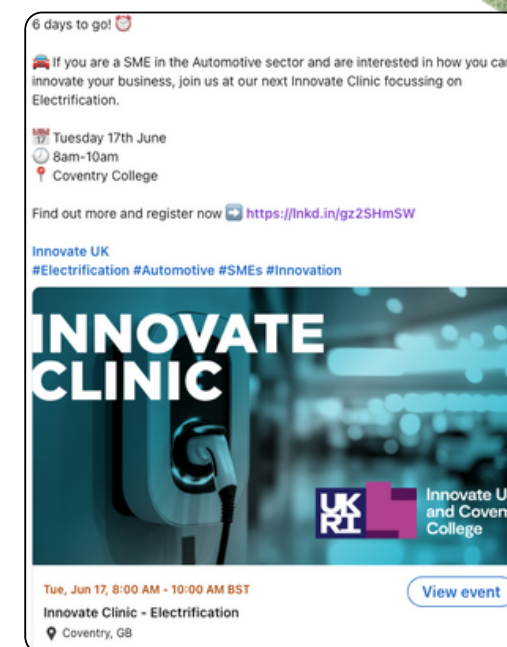 6 days to go! ⏰
🚘 If you are a SME in the Automotive sector and are interested in how you can
innovate your business, join us at our next Innovate Clinic focussing on
Electrification.
📅 Tuesday 17th June
🕗 8am-10am
📍 Coventry College
Find out more and register now ➡️ https://lnkd.in/gz2SHmSW
Innovate UK
#Electrification #Automotive #SMEs #Innovation
INNOVATE
CLINIC
UK
RI
Innovate U
and Coven
College
Tue, Jun 17, 8:00 AM - 10:00 AM BST
View event
Innovate Clinic - Electrification
Coventry, GB